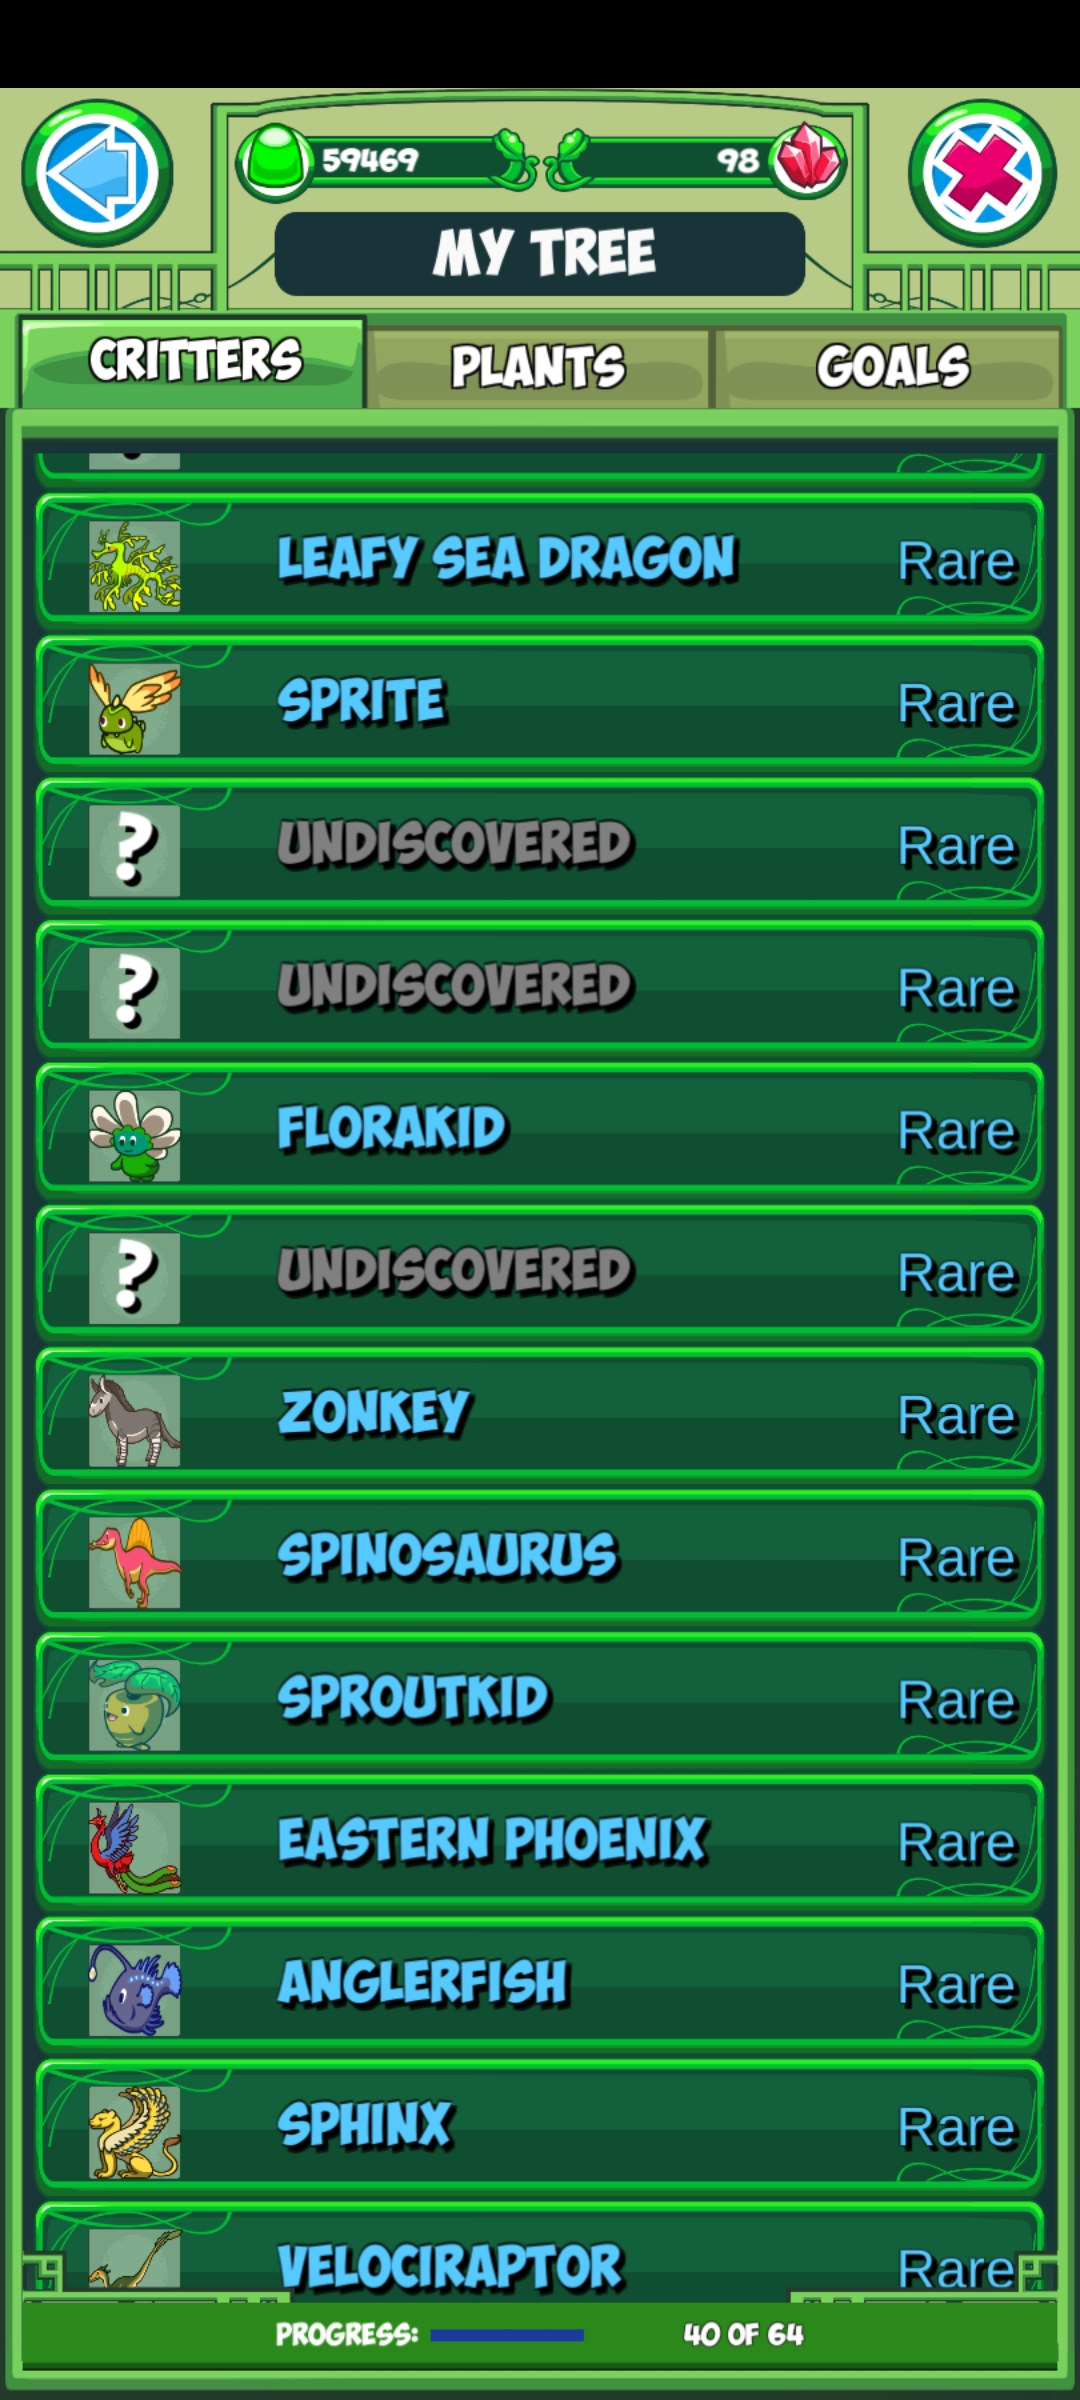 59469
98
MY TREE
CRITTERS
PLANTS
GOALS
LEAFY SEA DRAGON Rare
SPRITE Rare
? UNDISCOVERED Rare
? UNDISCOVERED Rare
FLORAKID Rare
? UNDISCOVERED Rare
ZONKEY Rare
SPINOSAURUS Rare
SPROUTKID Rare
EASTERN PHOENIX Rare
ANGLERFISH Rare
SPHINX Rare
VELOCIRAPTOR Rare
PROGRESS: 40 OF 64